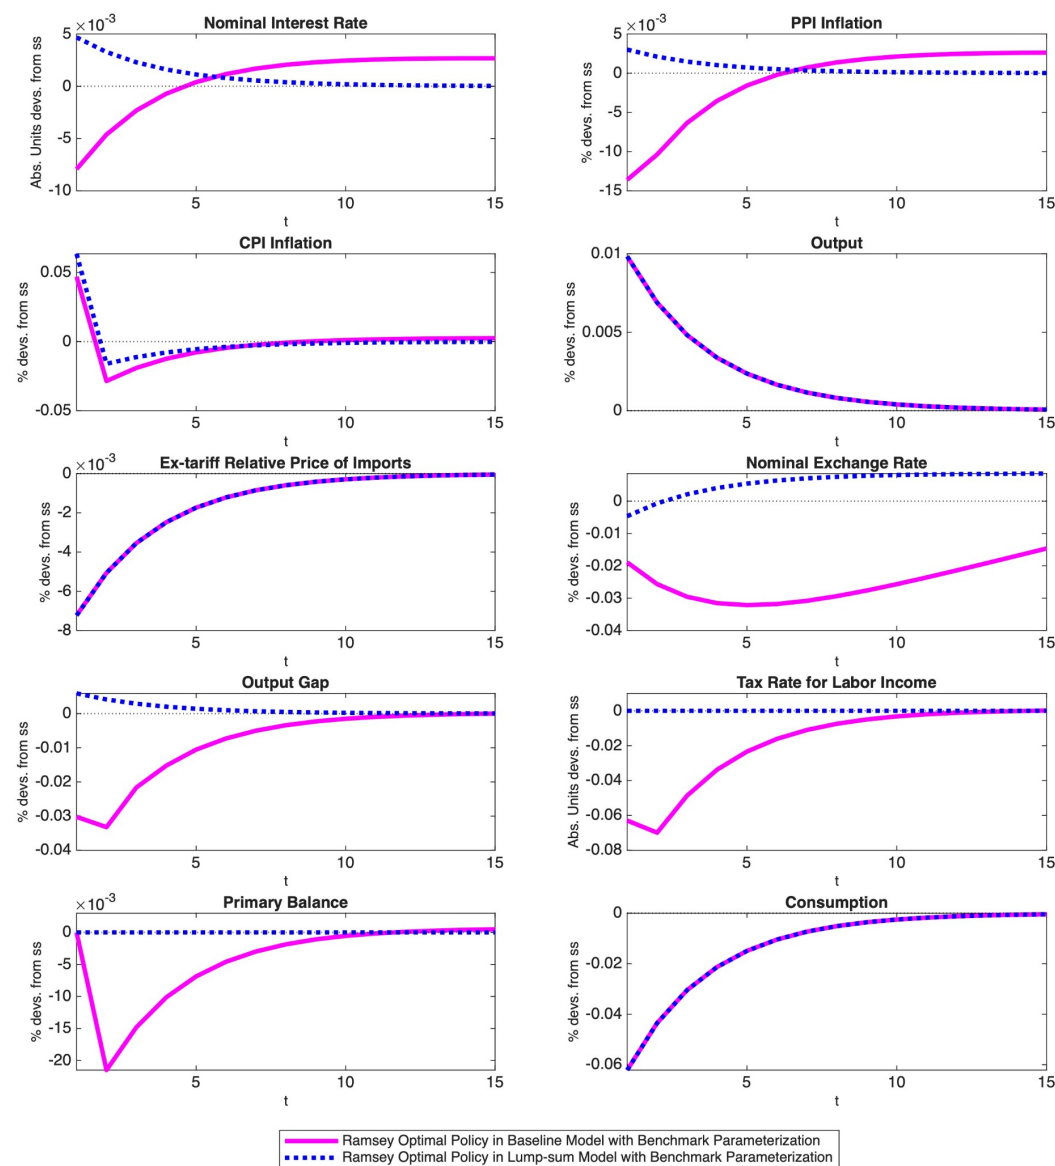 Nominal Interest Rate
×10-3
Abs. Units devs. from ss
5
0
-5
-10
5
10
15
t
PPI Inflation
×10-3
% devs. from ss
5
0
-5
-10
-15
5
10
15
t
CPI Inflation
% devs. from ss
0.05
0
-0.05
5
10
15
t
Output
% devs. from ss
0.01
0.005
0
5
10
15
t
Ex-tariff Relative Price of Imports
×10-3
% devs. from ss
0
-2
-4
-6
-8
5
10
15
t
Nominal Exchange Rate
% devs. from ss
0
-0.01
-0.02
-0.03
-0.04
5
10
15
t
Output Gap
% devs. from ss
0
-0.01
-0.02
-0.03
-0.04
5
10
15
t
Tax Rate for Labor Income
Abs. Units devs. from ss
0
-0.02
-0.04
-0.06
-0.08
5
10
15
t
Primary Balance
×10-3
% devs. from ss
0
-5
-10
-15
-20
5
10
15
t
Consumption
% devs. from ss
0
-0.02
-0.04
-0.06
5
10
15
t
Ramsey Optimal Policy in Baseline Model with Benchmark Parameterization
Ramsey Optimal Policy in Lump-sum Model with Benchmark Parameterization